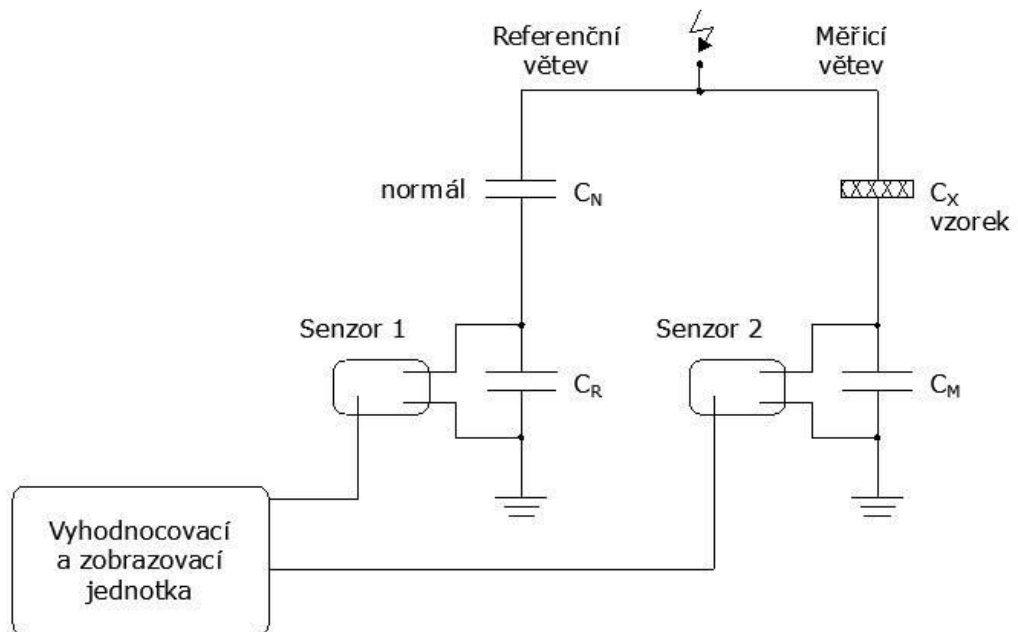 Referenční
větev
Měřicí
větev
normál
C_N
C_X
vzorek
Senzor 1
Senzor 2
C_R
C_M
Vyhodnocovací
a zobrazovací
jednotka